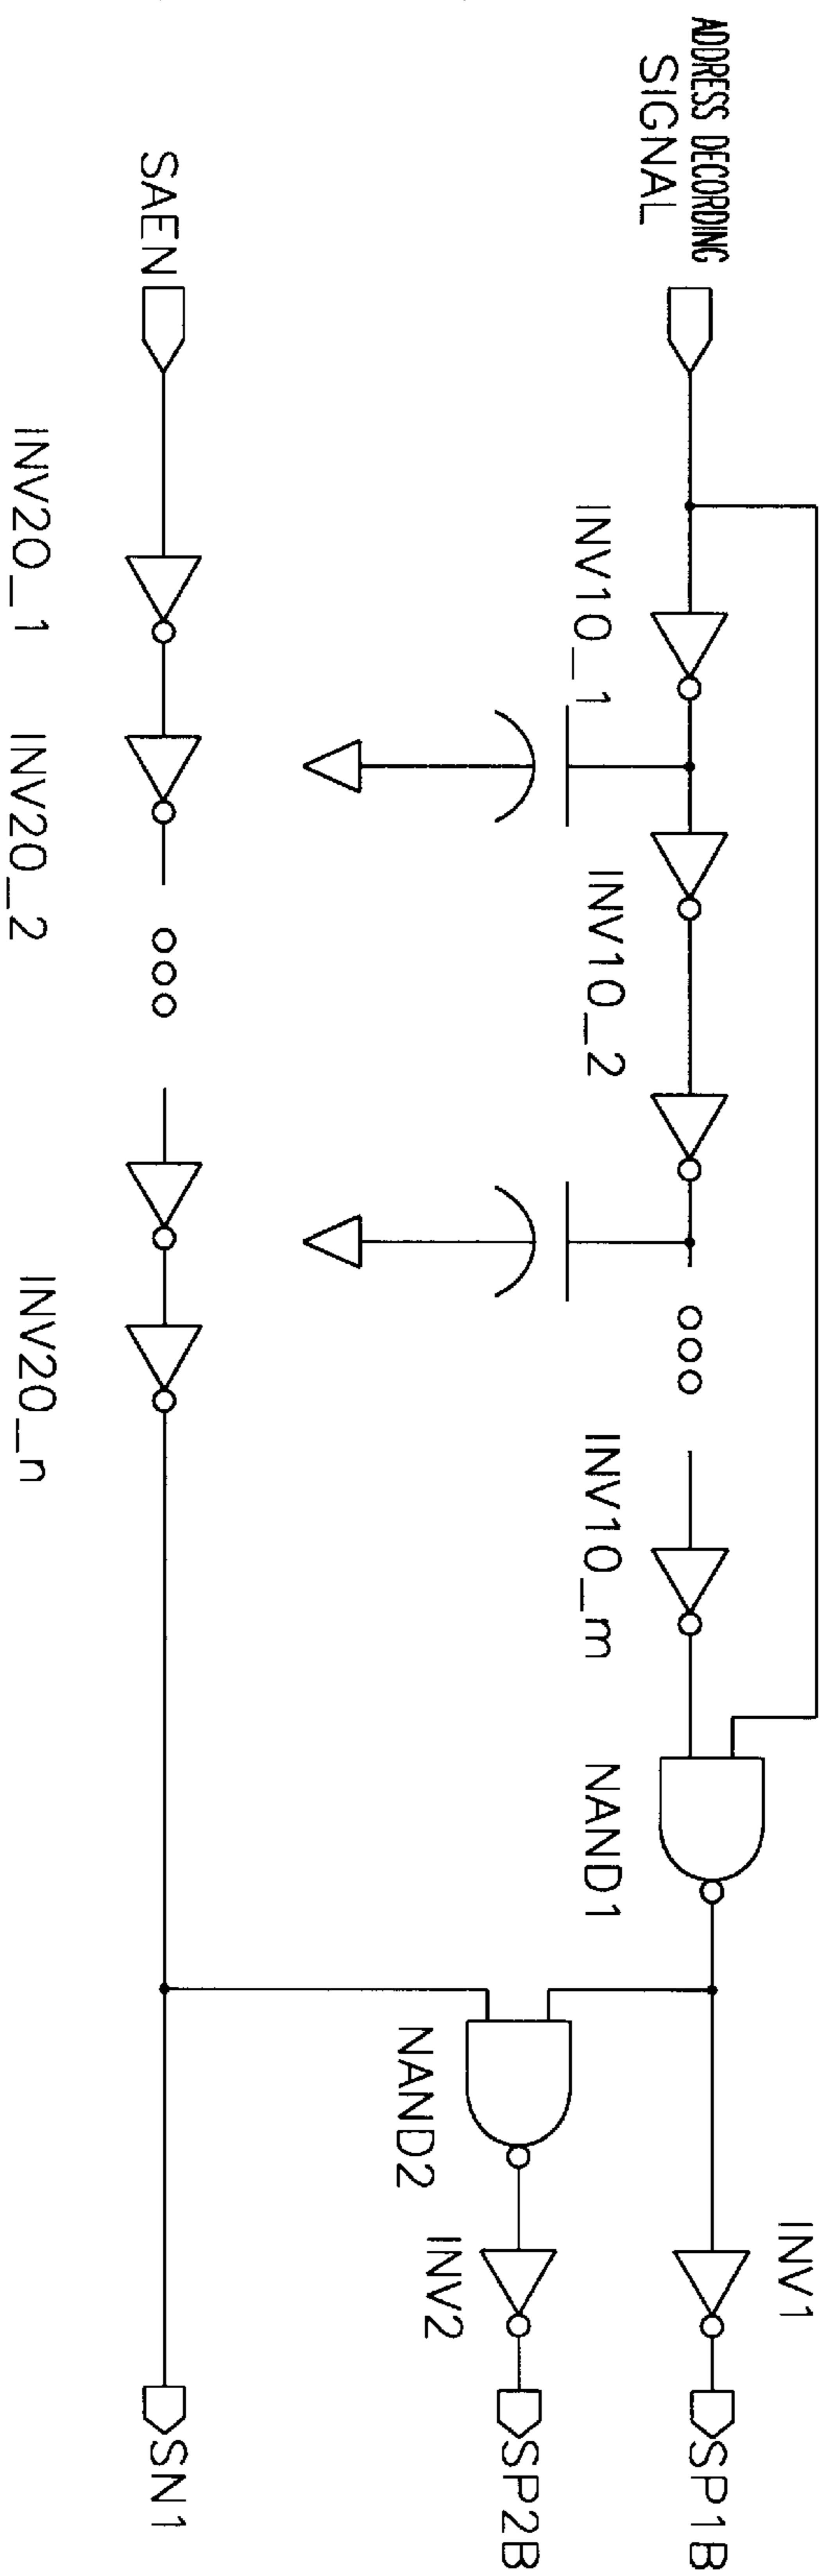 ADDRESS DECORDING
SIGNAL
INV10_1
INV10_2
INV10_m
NAND1
INV1
SP1B
NAND2
INV2
SP2B
SAEN
INV20_1
INV20_2
INV20_n
SN1